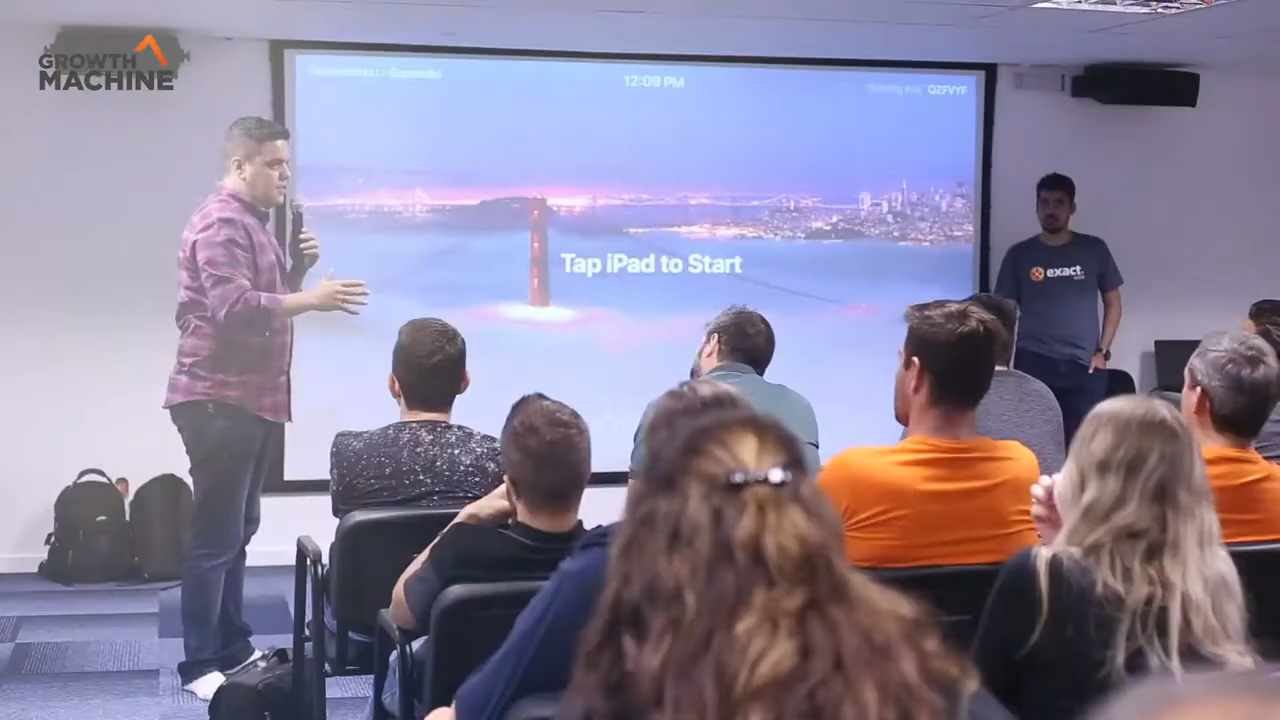 GROWTH
MACHINE
12:09 PM
QZFVYF
Tap iPad to Start
exact.